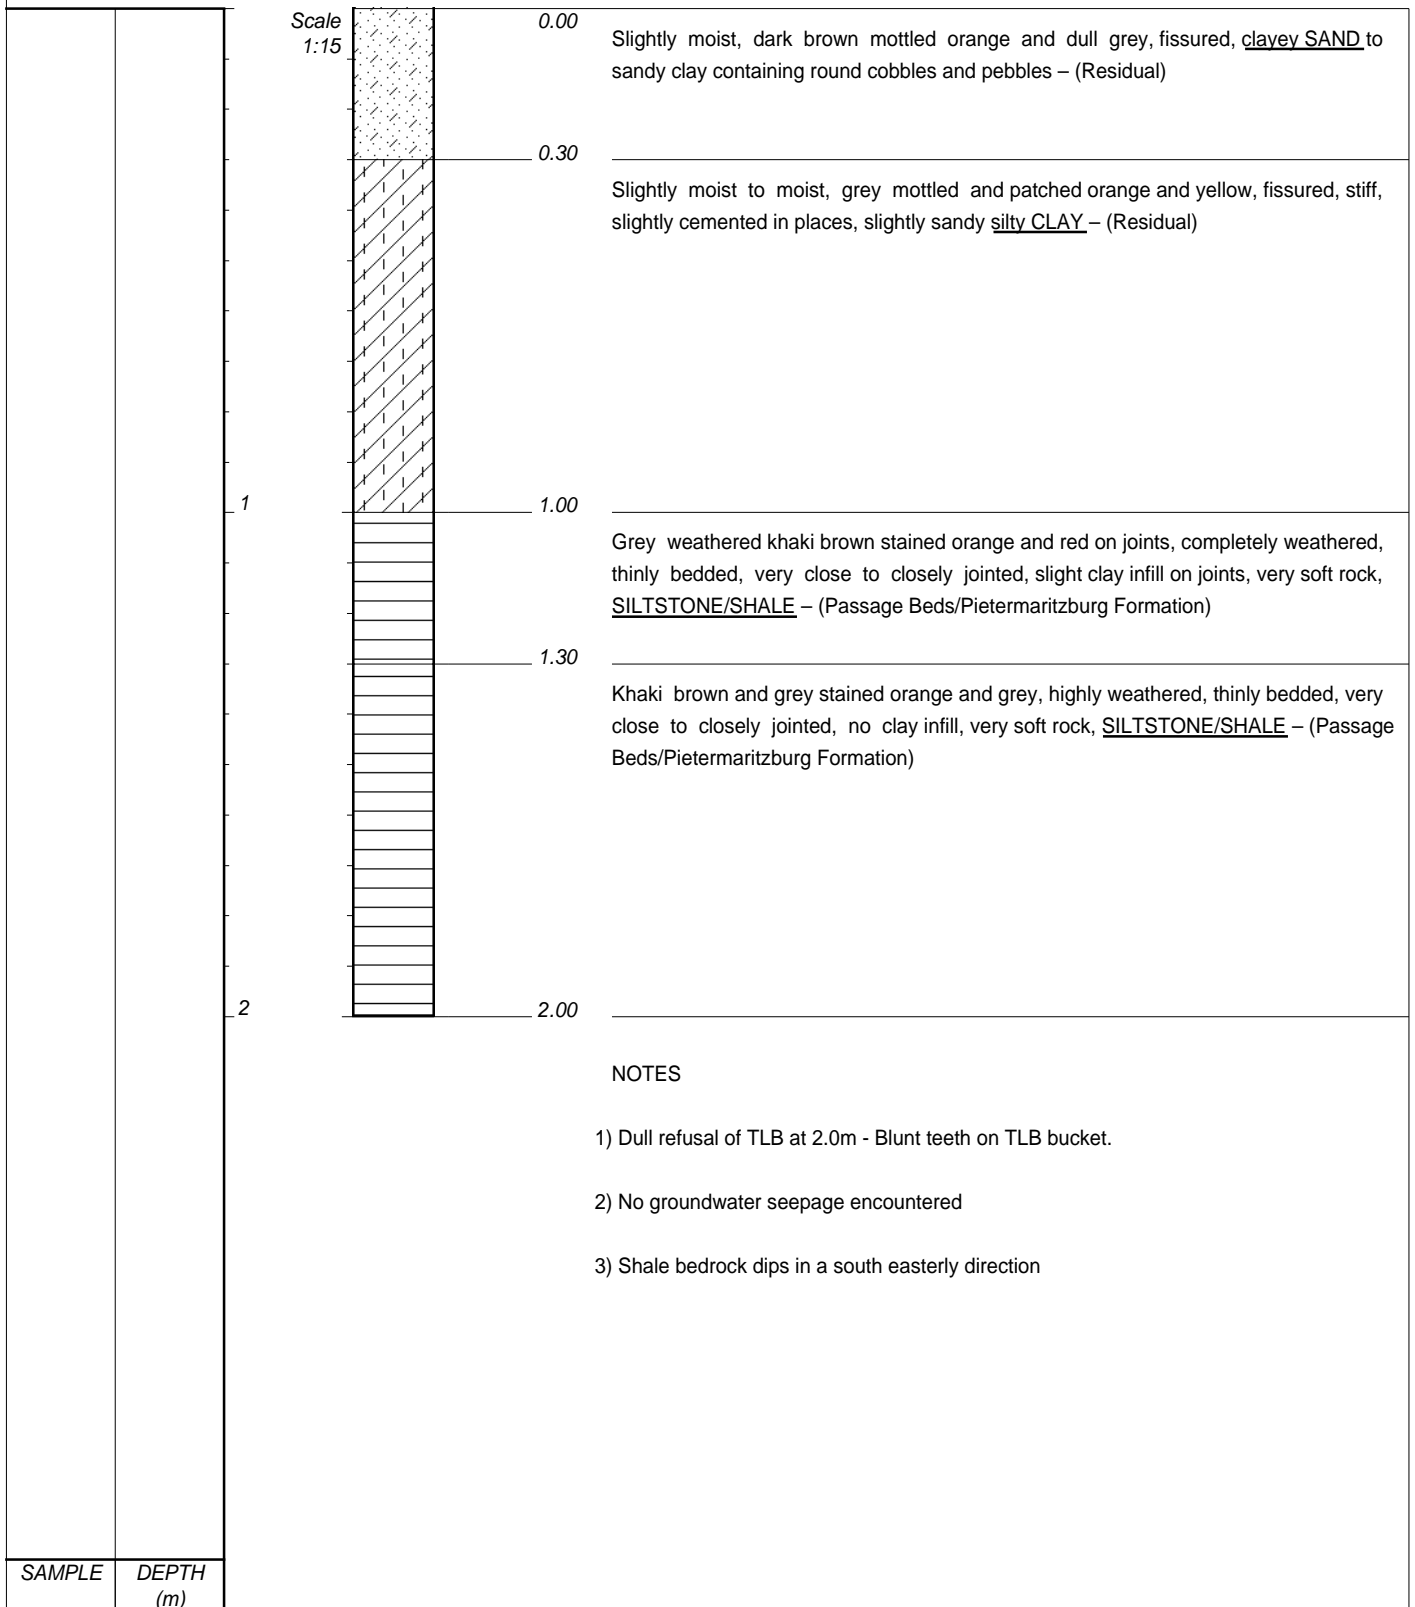 Scale
1:15
0.00
Slightly moist, dark brown mottled orange and dull grey, fissured, clayey SAND to
sandy clay containing round cobbles and pebbles – (Residual)
0.30
Slightly moist to moist, grey mottled and patched orange and yellow, fissured, stiff,
slightly cemented in places, slightly sandy silty CLAY – (Residual)
1
1.00
Grey weathered khaki brown stained orange and red on joints, completely weathered,
thinly bedded, very close to closely jointed, slight clay infill on joints, very soft rock,
SILTSTONE/SHALE – (Passage Beds/Pietermaritzburg Formation)
1.30
Khaki brown and grey stained orange and grey, highly weathered, thinly bedded, very
close to closely jointed, no clay infill, very soft rock, SILTSTONE/SHALE – (Passage
Beds/Pietermaritzburg Formation)
2
2.00
NOTES
1) Dull refusal of TLB at 2.0m - Blunt teeth on TLB bucket.
2) No groundwater seepage encountered
3) Shale bedrock dips in a south easterly direction
SAMPLE
DEPTH
(m)